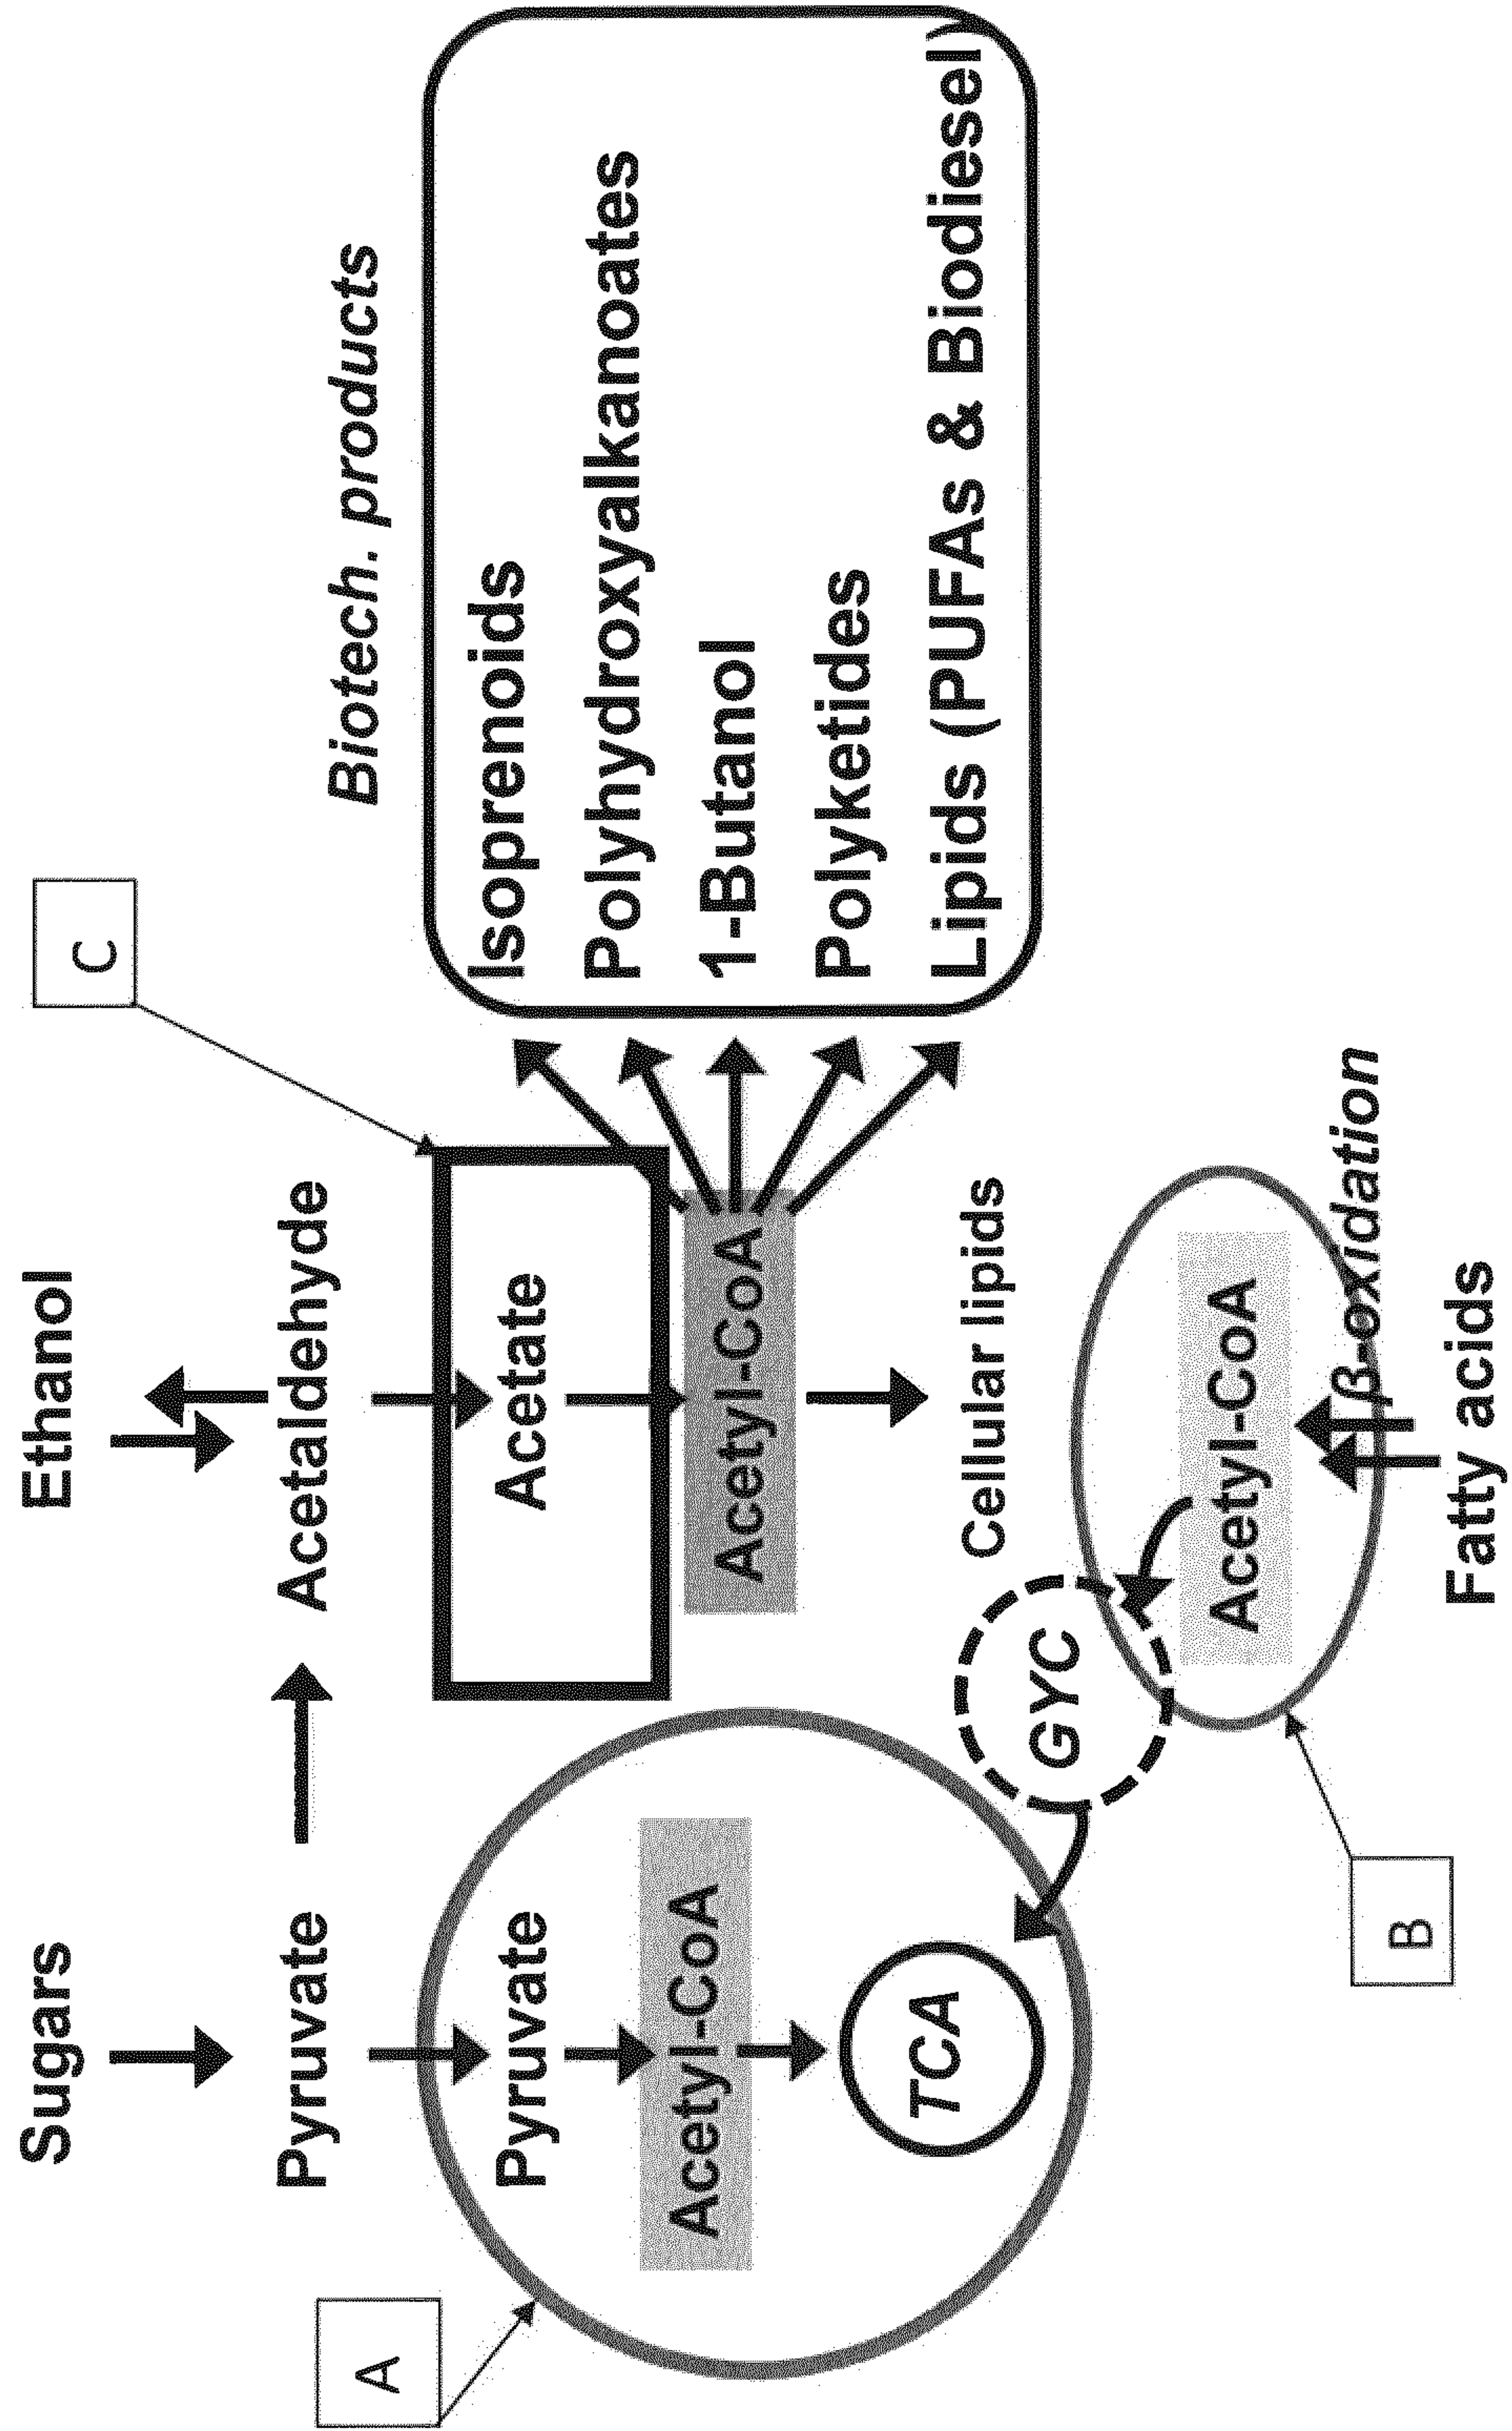 Sugars
Ethanol
C
A
Pyruvate
Acetaldehyde
Biotech. products
Pyruvate
Acetate
Isoprenoids
Polyhydroxyalkanoates
Acetyl-CoA
Acetyl-CoA
1-Butanol
Polyketides
TCA
Cellular lipids
Lipids (PUFAs & Biodiesel)
GYC
Acetyl-CoA
β-oxidation
B
Fatty acids